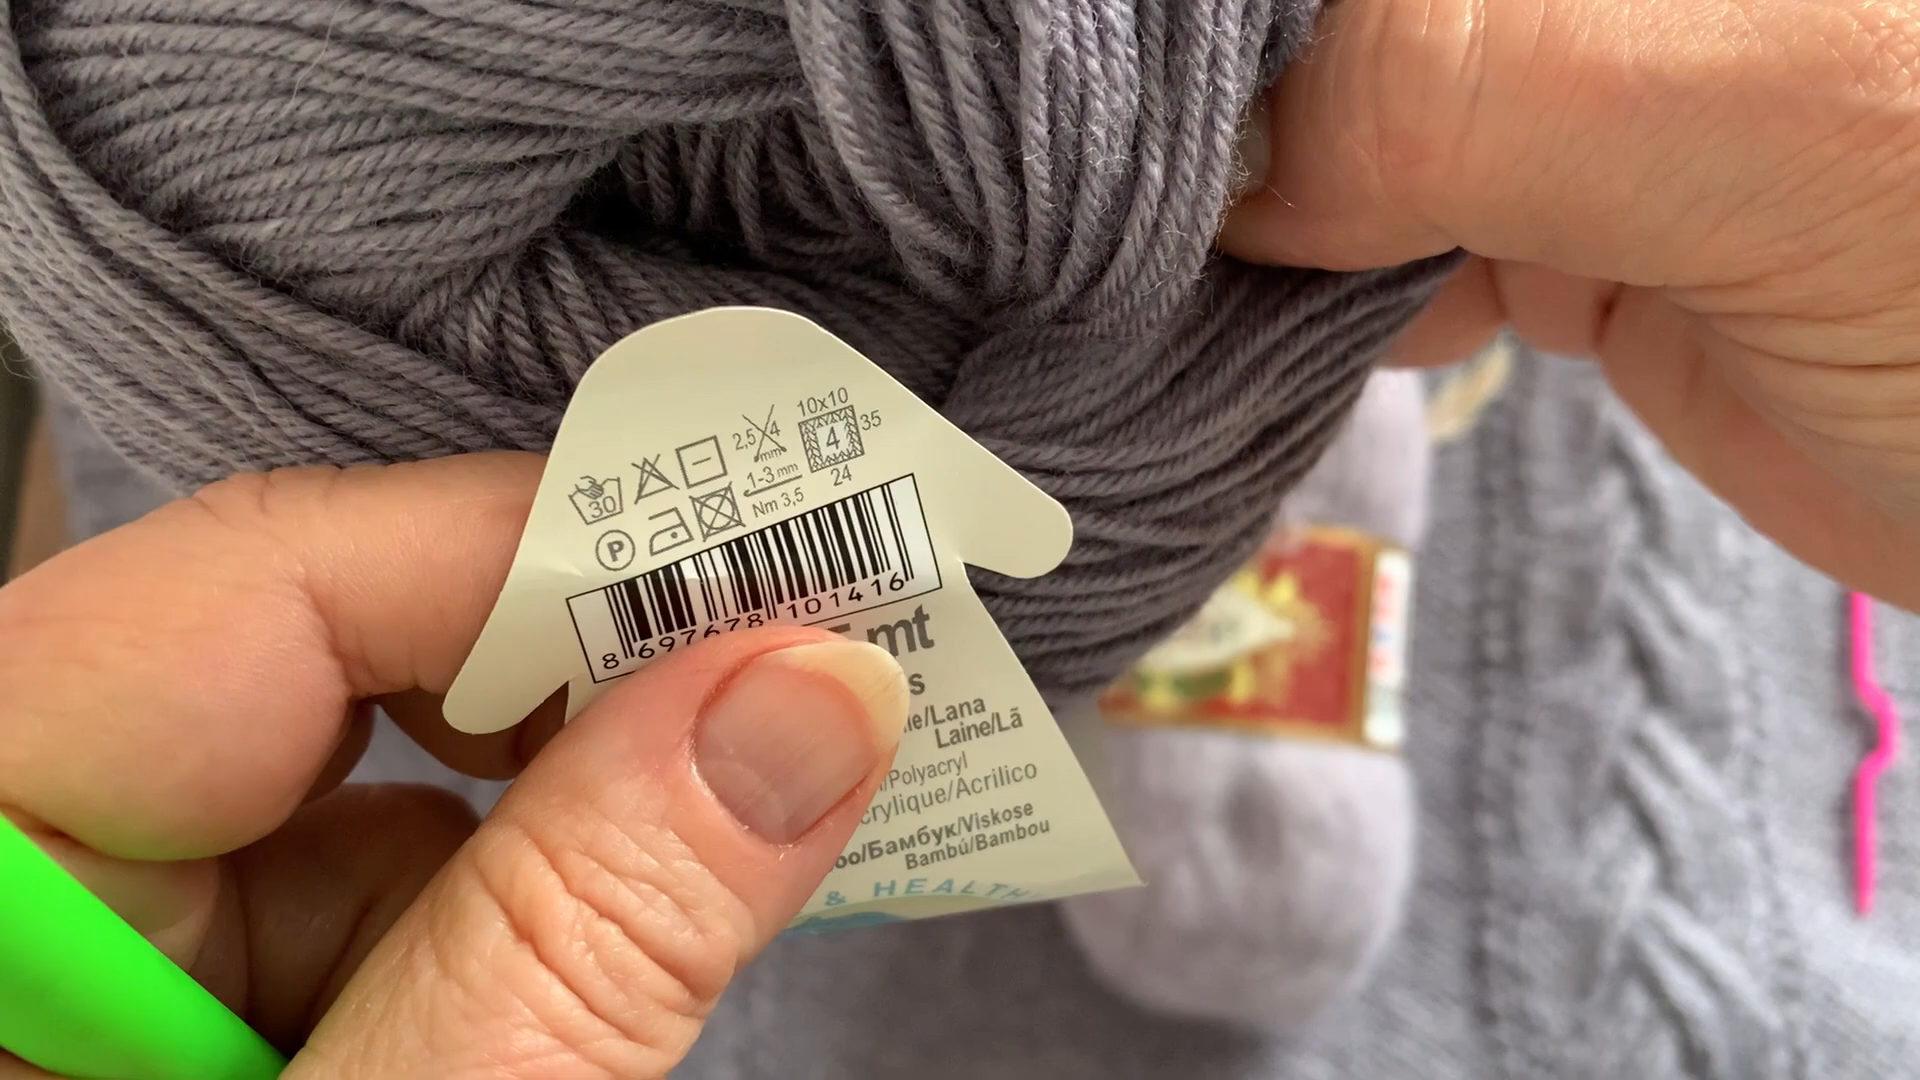 10x10
2,5 4
mm
4
35
30
1-3 mm
24
P
Nm 3,5
8 697678 101416
mt
/Lana
Laine/Lã
/Polyacryl
/Acrilico
/Бамбук/Viskose
Bambú/Bambou
& HEALTH